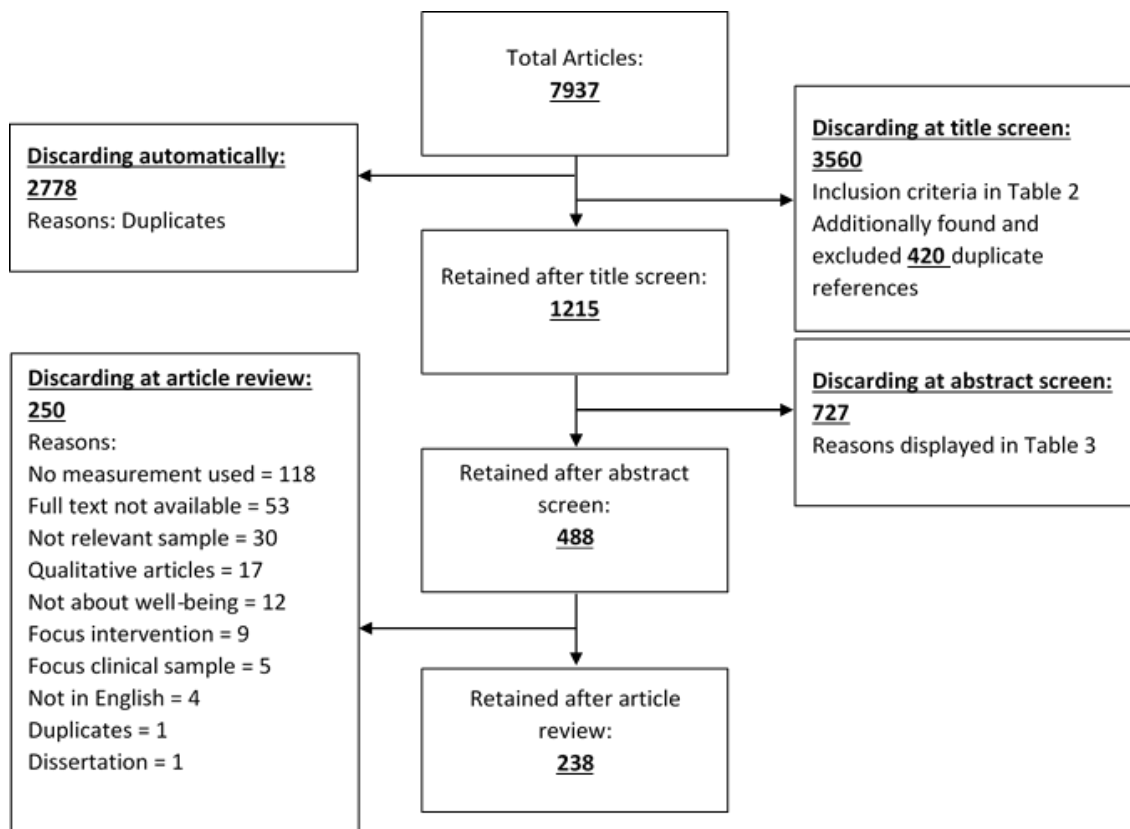 Total Articles:
7937
Discarding automatically:
2778
Reasons: Duplicates
Discarding at title screen:
3560
Inclusion criteria in Table 2
Additionally found and
excluded 420 duplicate
references
Retained after title screen:
1215
Discarding at article review:
250
Reasons:
No measurement used = 118
Full text not available = 53
Not relevant sample = 30
Qualitative articles = 17
Not about well-being = 12
Focus intervention = 9
Focus clinical sample = 5
Not in English = 4
Duplicates = 1
Dissertation = 1
Discarding at abstract screen:
727
Reasons displayed in Table 3
Retained after abstract
screen:
488
Retained after article
review:
238